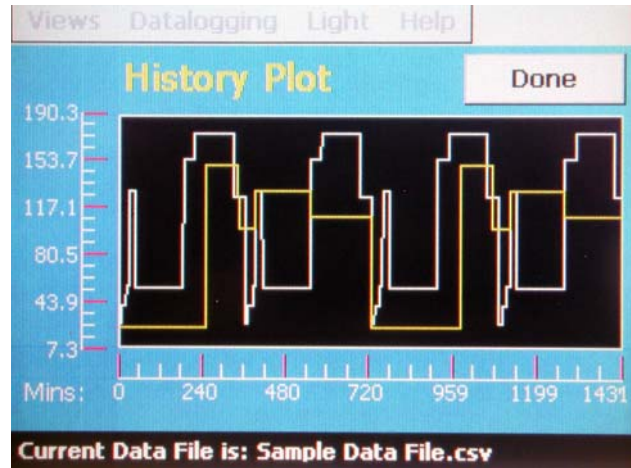 Views Datalogging Light Help
History Plot
Done
190.3
153.7
117.1
80.5
43.9
7.3
Mins: 0 240 480 720 959 1199 1431
Current Data File is: Sample Data File.csv